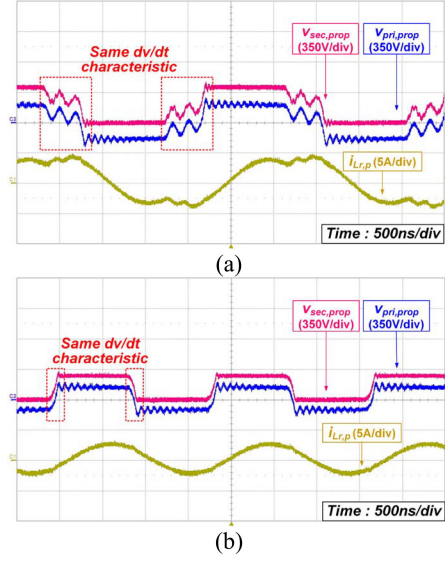 Same dv/dt
characteristic
v_sec,prop
(350V/div)
v_pri,prop
(350V/div)
i_Lr,p (5A/div)
Time : 500ns/div
(a)
Same dv/dt
characteristic
v_sec,prop
(350V/div)
v_pri,prop
(350V/div)
i_Lr,p (5A/div)
Time : 500ns/div
(b)